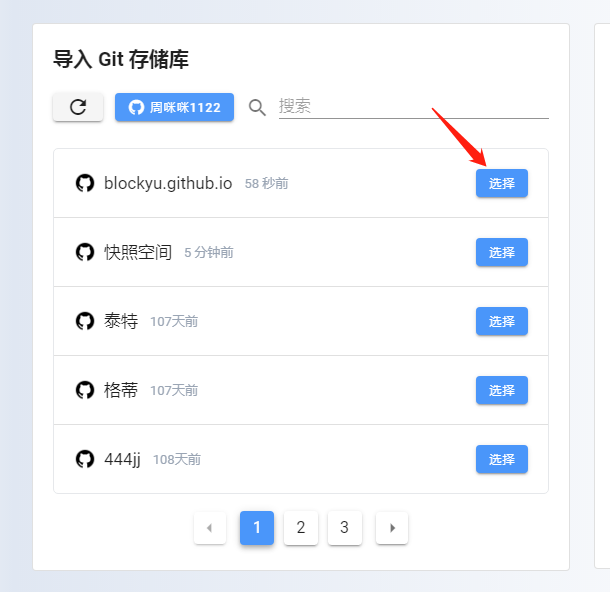 导入 Git 存储库
周咪咪1122
搜索
blockyu.github.io 58 秒前 选择
快照空间 5 分钟前 选择
泰特 107天前 选择
格蒂 107天前 选择
444jj 108天前 选择
1 2 3